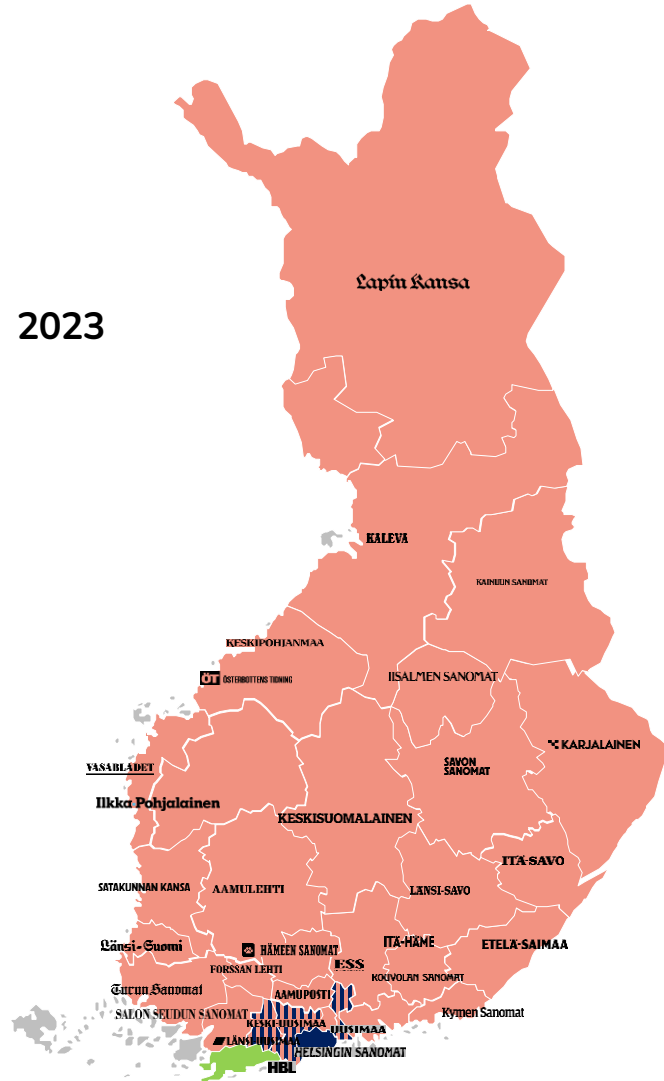 Lapin Kansa
2023
KALEVA
KAINUUN SANOMAT
KESKIPOHJANMAA
ÖT ÖSTERBOTTENS TIDNING
IISALMEN SANOMAT
KARJALAINEN
SAVON
SANOMAT
VASABLADET
Ilkka Pohjalainen
KESKISUOMALAINEN
ITÄ-SAVO
SATAKUNNAN KANSA
AAMULEHTI
LÄNSI-SAVO
Länsi-Suomi
HÄMEEN SANOMAT
ITÄ-HÄME
ETELÄ-SAIMAA
FORSSAN LEHTI
ESS
KOUVOLAN SANOMAT
Turun Sanomat
AAMUPOSTI
SALON SEUDUN SANOMAT
Kymen Sanomat
KESKI-UUSIMAA
UUSIMAA
LÄNSI-UUSIMAA
HELSINGIN SANOMAT
HBL